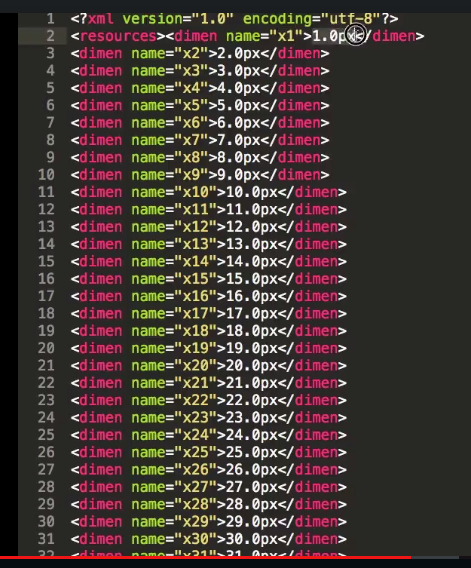 1 <?xml version="1.0" encoding="utf-8"?>
2 <resources><dimen name="x1">1.0px</dimen>
3 <dimen name="x2">2.0px</dimen>
4 <dimen name="x3">3.0px</dimen>
5 <dimen name="x4">4.0px</dimen>
6 <dimen name="x5">5.0px</dimen>
7 <dimen name="x6">6.0px</dimen>
8 <dimen name="x7">7.0px</dimen>
9 <dimen name="x8">8.0px</dimen>
10 <dimen name="x9">9.0px</dimen>
11 <dimen name="x10">10.0px</dimen>
12 <dimen name="x11">11.0px</dimen>
13 <dimen name="x12">12.0px</dimen>
14 <dimen name="x13">13.0px</dimen>
15 <dimen name="x14">14.0px</dimen>
16 <dimen name="x15">15.0px</dimen>
17 <dimen name="x16">16.0px</dimen>
18 <dimen name="x17">17.0px</dimen>
19 <dimen name="x18">18.0px</dimen>
20 <dimen name="x19">19.0px</dimen>
21 <dimen name="x20">20.0px</dimen>
22 <dimen name="x21">21.0px</dimen>
23 <dimen name="x22">22.0px</dimen>
24 <dimen name="x23">23.0px</dimen>
25 <dimen name="x24">24.0px</dimen>
26 <dimen name="x25">25.0px</dimen>
27 <dimen name="x26">26.0px</dimen>
28 <dimen name="x27">27.0px</dimen>
29 <dimen name="x28">28.0px</dimen>
30 <dimen name="x29">29.0px</dimen>
31 <dimen name="x30">30.0px</dimen>
32 <dimen name="x31">31.0px</dimen>